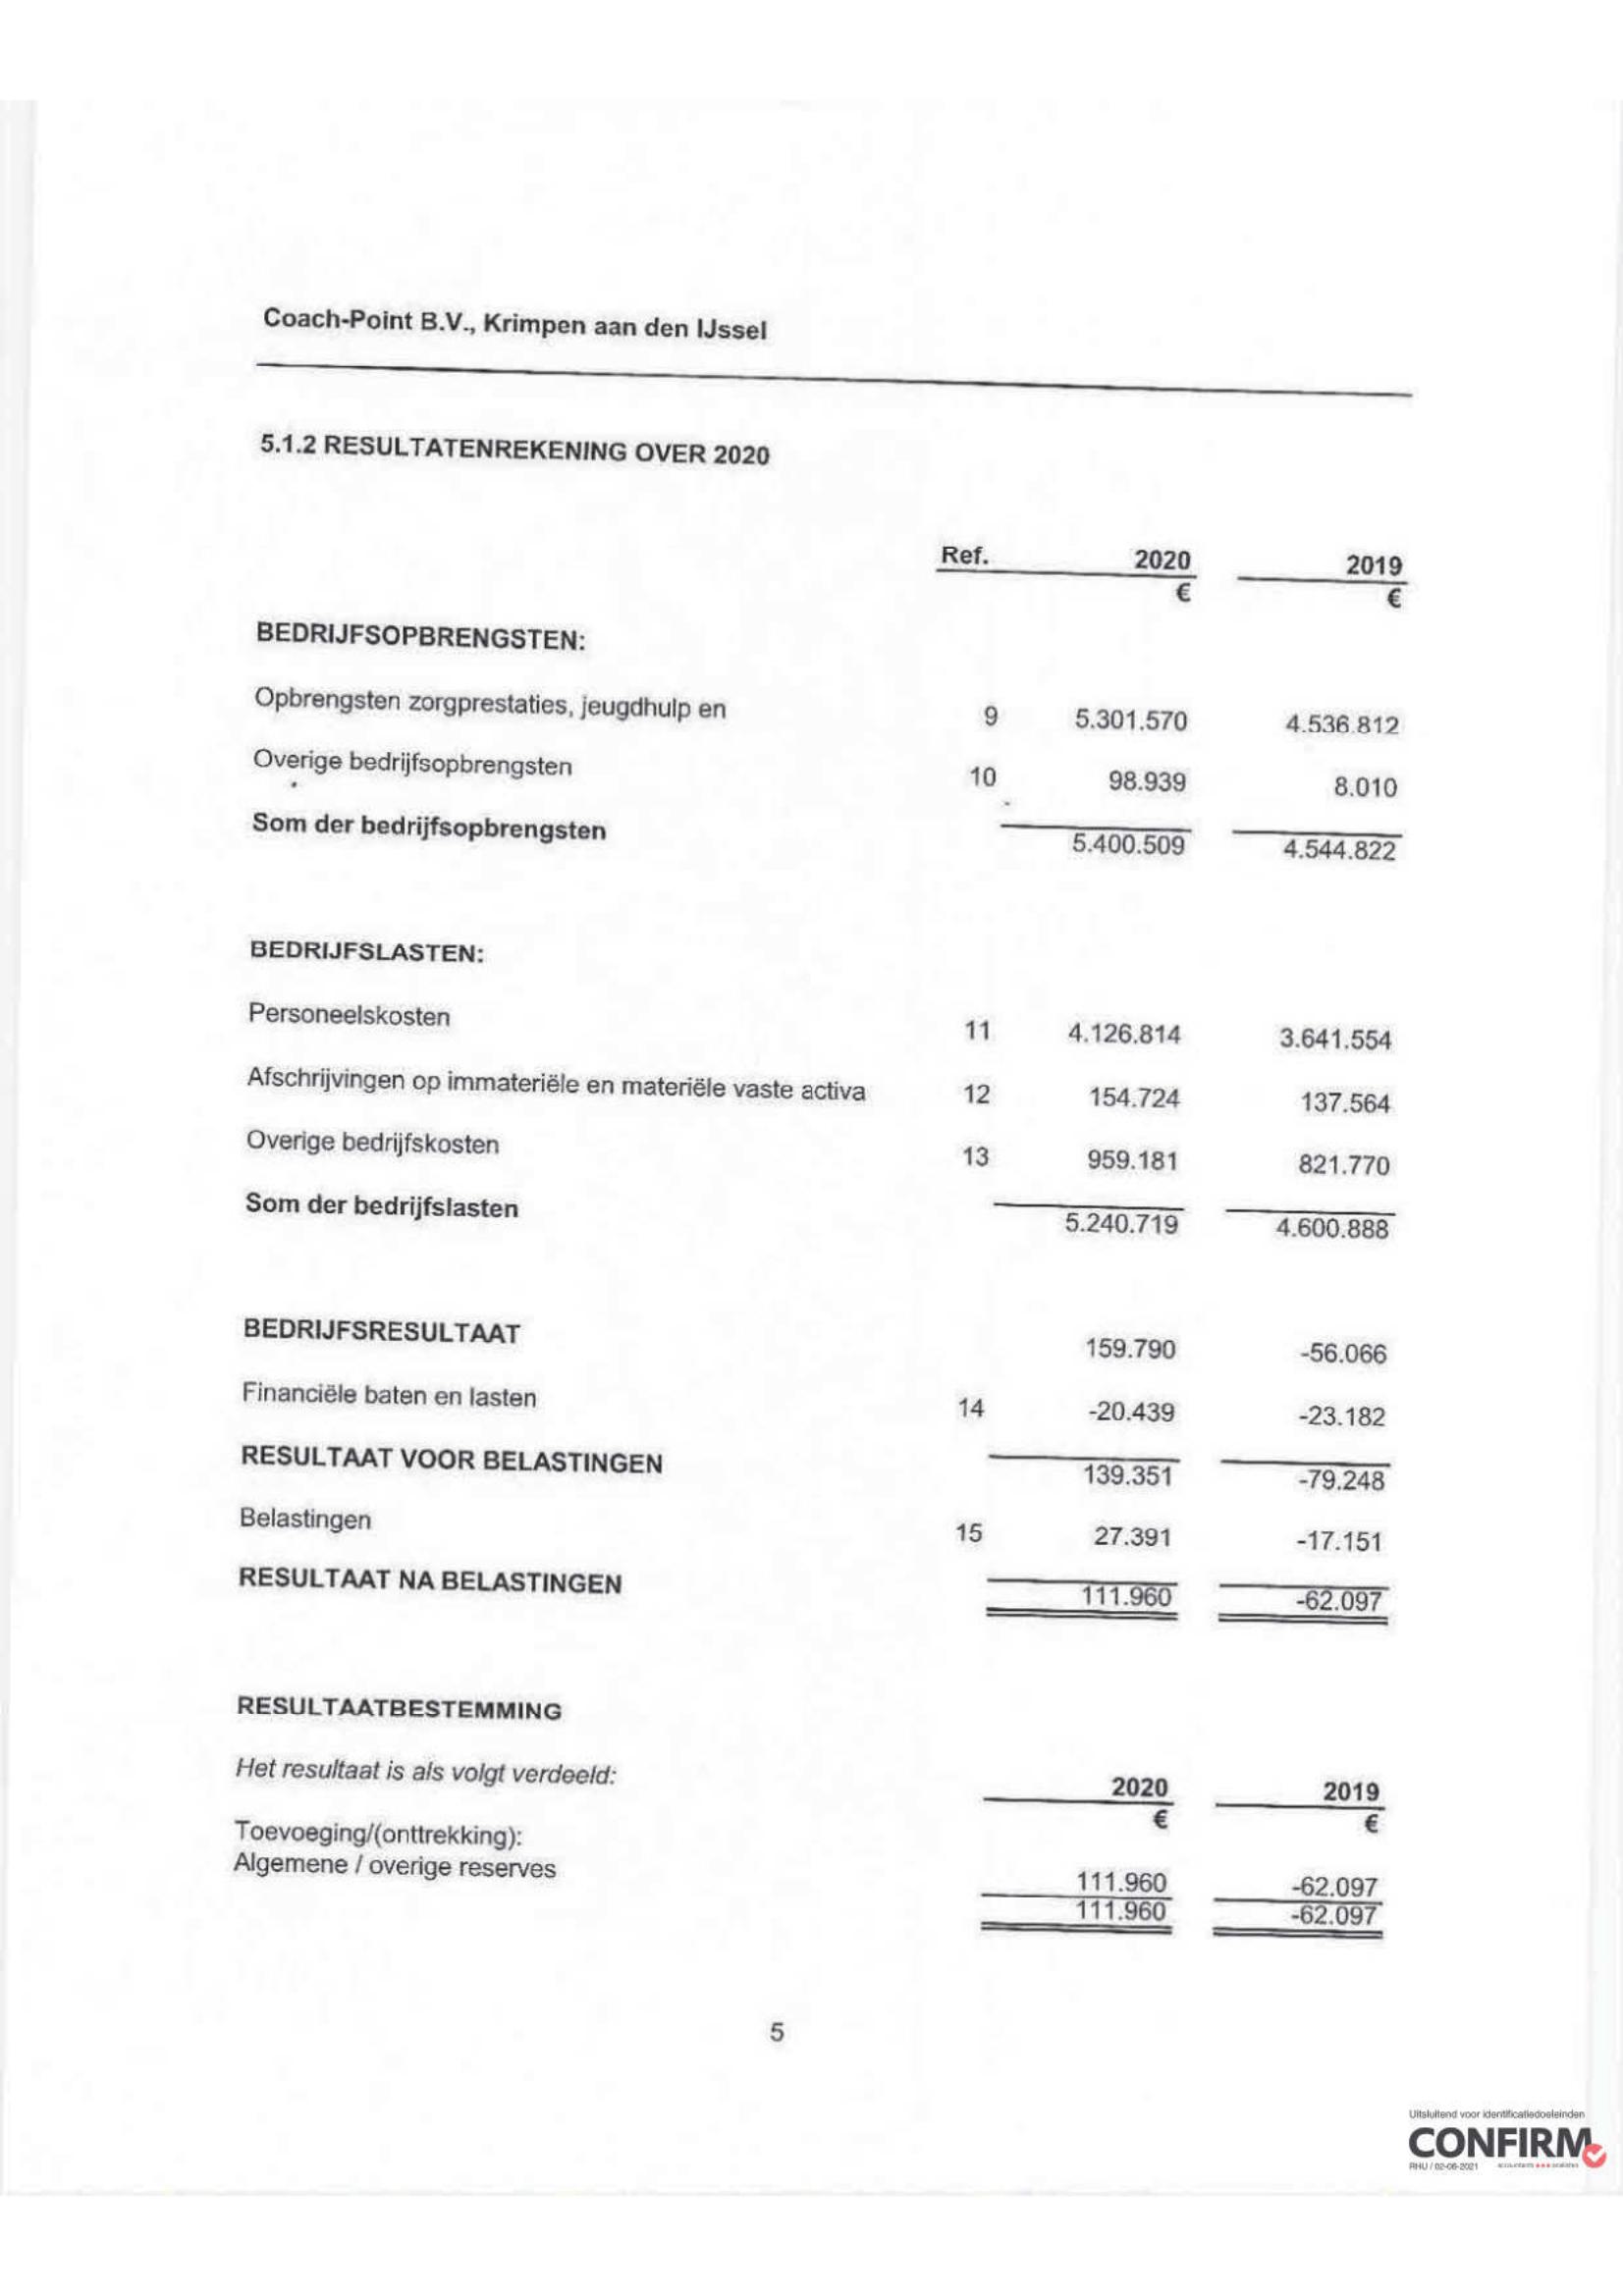 Coach-Point B.V., Krimpen aan den IJssel
5.1.2 RESULTATENREKENING OVER 2020
Ref. 2020 2019
€ €
BEDRIJFSOPBRENGSTEN:
Opbrengsten zorgprestaties, jeugdhulp en 9 5.301.570 4.536.812
Overige bedrijfsopbrengsten 10 98.939 8.010
Som der bedrijfsopbrengsten 5.400.509 4.544.822
BEDRIJFSLASTEN:
Personeelskosten 11 4.126.814 3.641.554
Afschrijvingen op immateriële en materiële vaste activa 12 154.724 137.564
Overige bedrijfskosten 13 959.181 821.770
Som der bedrijfslasten 5.240.719 4.600.888
BEDRIJFSRESULTAAT 159.790 -56.066
Financiële baten en lasten 14 -20.439 -23.182
RESULTAAT VOOR BELASTINGEN 139.351 -79.248
Belastingen 15 27.391 -17.151
RESULTAAT NA BELASTINGEN 111.960 -62.097
RESULTAATBESTEMMING
Het resultaat is als volgt verdeeld: 2020 2019
€ €
Toevoeging/(onttrekking):
Algemene / overige reserves 111.960 -62.097
111.960 -62.097
5
Uitsluitend voor identificatiedoeleinden
CONFIRM
RHU / 02-06-2021